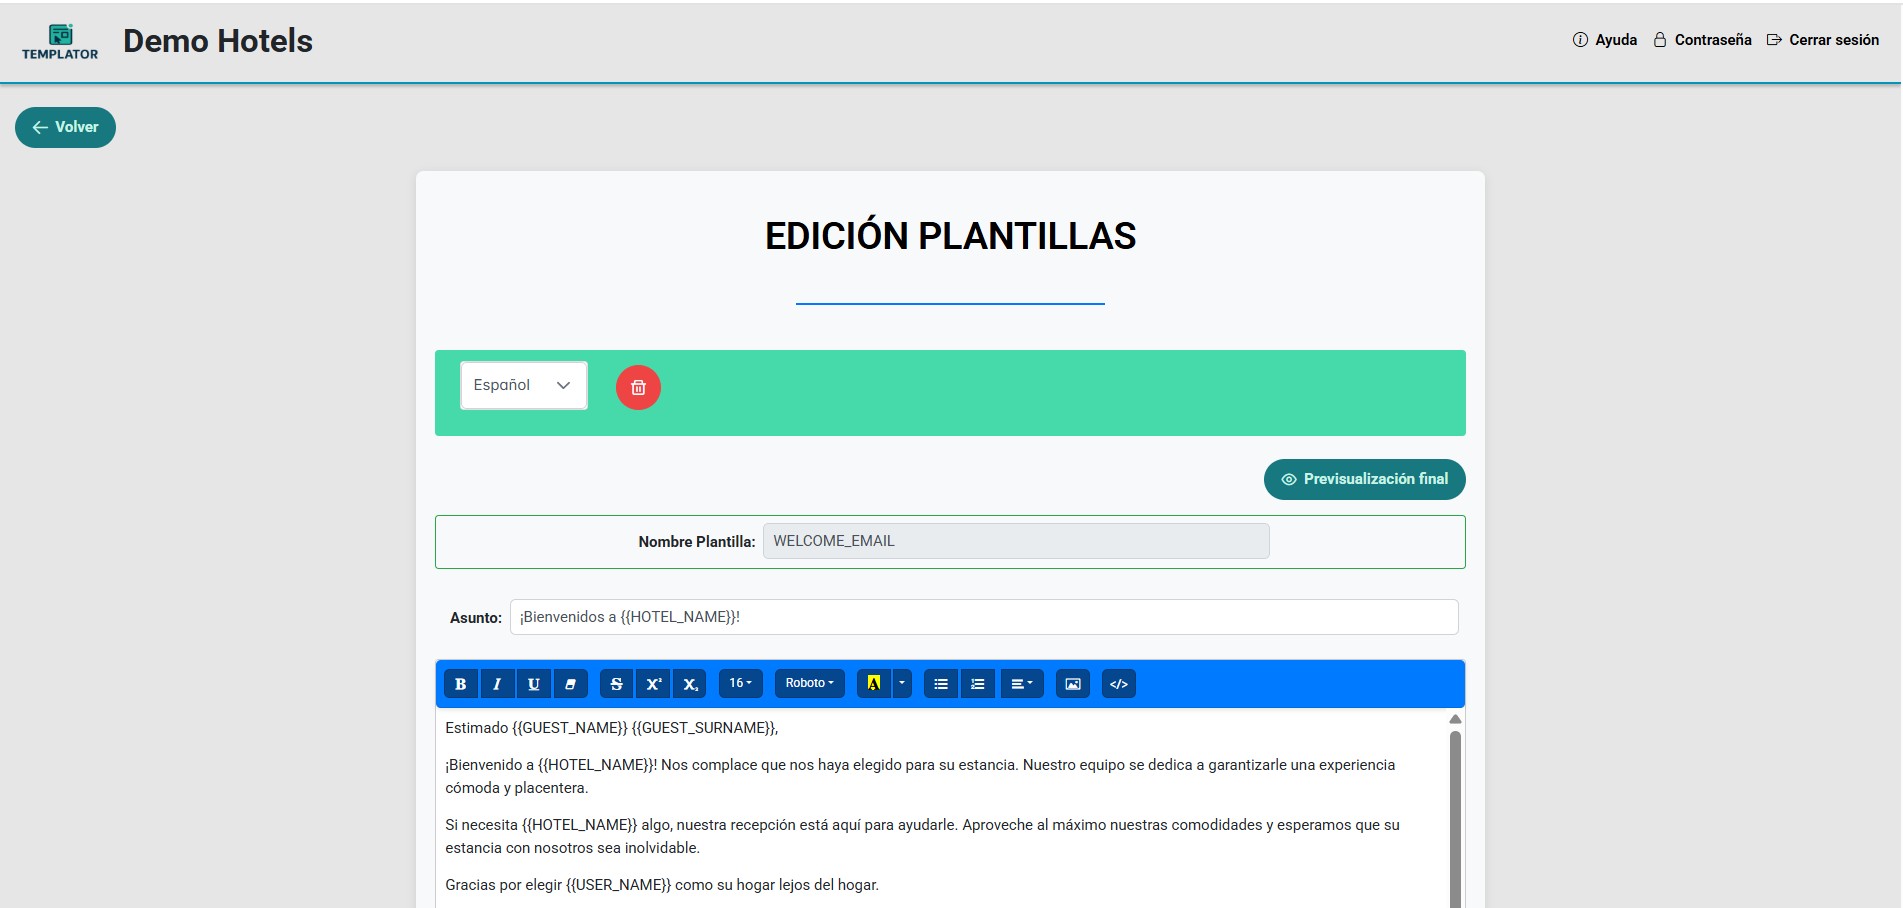 TEMPLATOR
Demo Hotels
Ayuda
Contraseña
Cerrar sesión
Volver
EDICIÓN PLANTILLAS
Español
Previsualización final
Nombre Plantilla: WELCOME_EMAIL
Asunto: ¡Bienvenidos a {{HOTEL_NAME}}!
B I U S X² X₂ 16 Roboto A </>
Estimado {{GUEST_NAME}} {{GUEST_SURNAME}},
¡Bienvenido a {{HOTEL_NAME}}! Nos complace que nos haya elegido para su estancia. Nuestro equipo se dedica a garantizarle una experiencia
cómoda y placentera.
Si necesita {{HOTEL_NAME}} algo, nuestra recepción está aquí para ayudarle. Aproveche al máximo nuestras comodidades y esperamos que su
estancia con nosotros sea inolvidable.
Gracias por elegir {{USER_NAME}} como su hogar lejos del hogar.